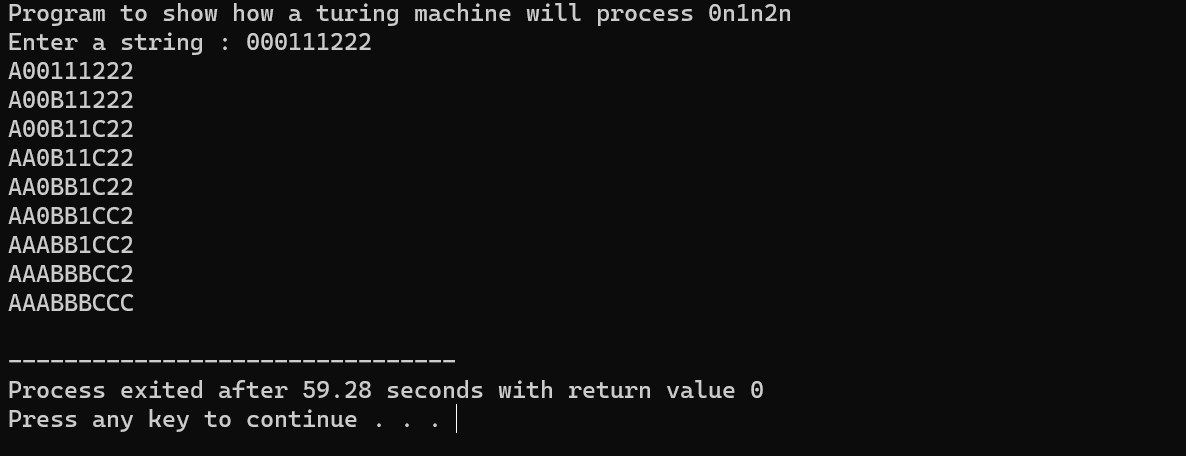 Program to show how a turing machine will process 0n1n2n
Enter a string : 000111222
A00111222
A00B11222
A00B11C22
AA0B11C22
AA0BB1C22
AA0BB1CC2
AAABB1CC2
AAABBBCC2
AAABBBCCC
--------------------------------
Process exited after 59.28 seconds with return value 0
Press any key to continue . . .